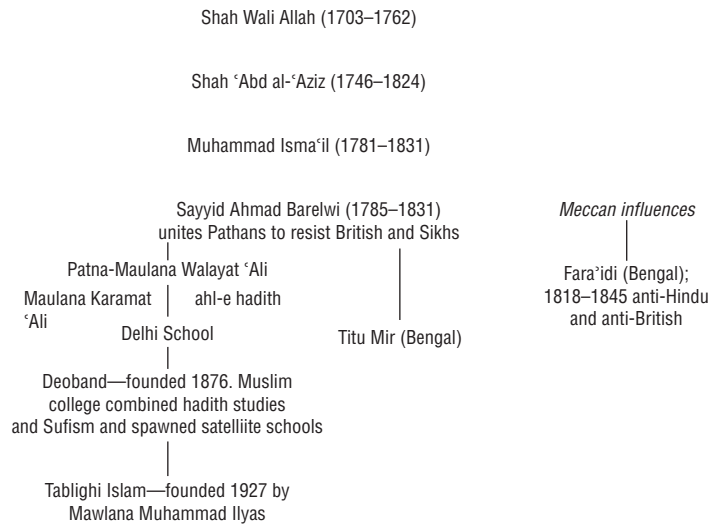 Shah Wali Allah (1703–1762)
Shah ʿAbd al-ʿAziz (1746–1824)
Muhammad Ismaʿil (1781–1831)
Sayyid Ahmad Barelwi (1785–1831)
unites Pathans to resist British and Sikhs
Meccan influences
Patna-Maulana Walayat ʿAli
Maulana Karamat
ʿAli
ahl-e hadith
Delhi School
Titu Mir (Bengal)
Faraʾidi (Bengal);
1818–1845 anti-Hindu
and anti-British
Deoband—founded 1876. Muslim
college combined hadith studies
and Sufism and spawned satelliite schools
Tablighi Islam—founded 1927 by
Mawlana Muhammad Ilyas